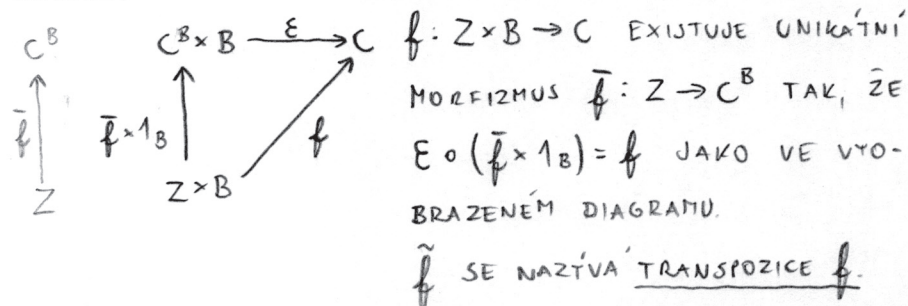 C^B
f̄
Z
C^B × B ε C
f̄ × 1_B
f
Z × B
f : Z × B → C EXISTUJE UNIKÁTNÍ
MORFIZMUS f̄ : Z → C^B TAK, ŽE
ε ∘ (f̄ × 1_B) = f JAKO VE VYO-
BRAZENÉM DIAGRAMU.
f̃ SE NAZÝVÁ TRANSPOZICE f.